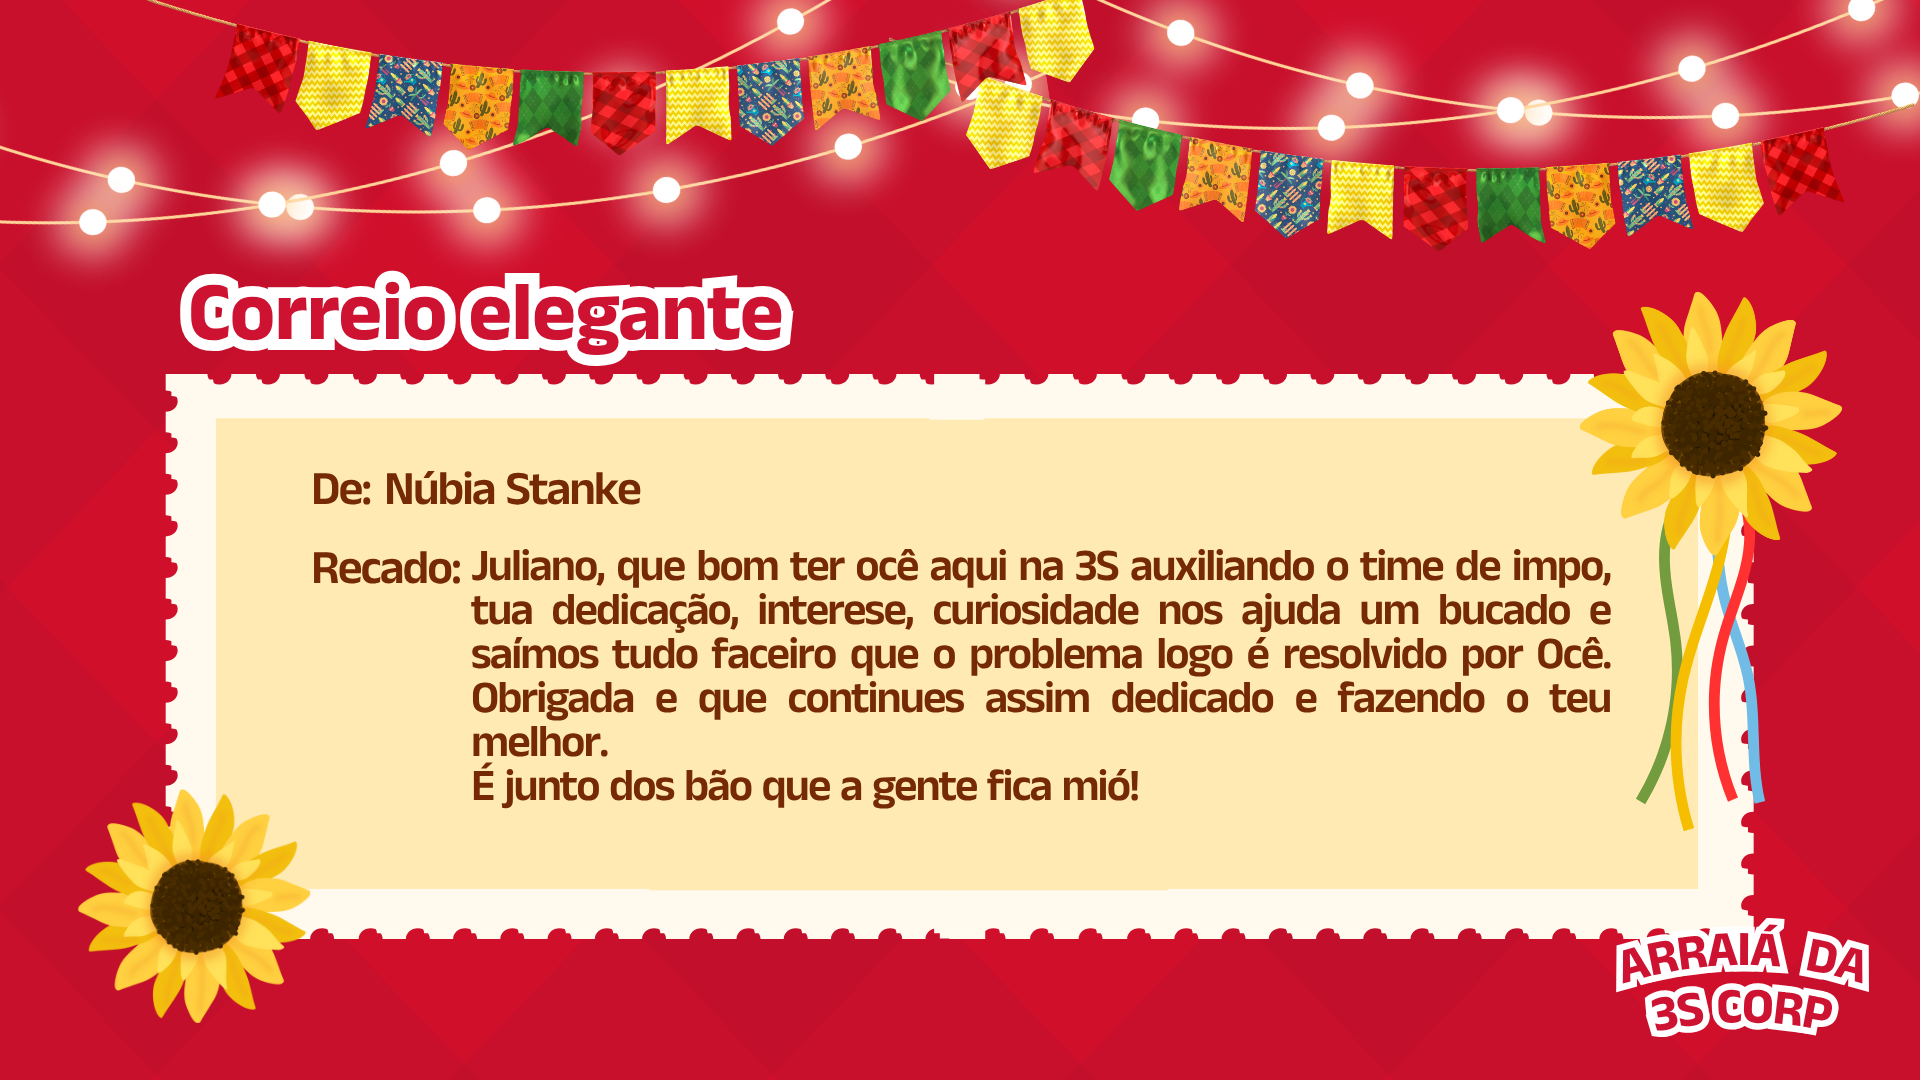 Correio elegante
De: Núbia Stanke
Recado: Juliano, que bom ter ocê aqui na 3S auxiliando o time de impo,
tua dedicação, interese, curiosidade nos ajuda um bucado e
saímos tudo faceiro que o problema logo é resolvido por Ocê.
Obrigada e que continues assim dedicado e fazendo o teu
melhor.
É junto dos bão que a gente fica mió!
ARRAIÁ DA
3S CORP